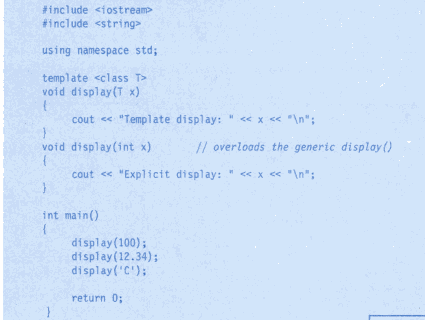 #include <iostream>
#include <string>
using namespace std;
template <class T>
void display(T x)
{
cout << "Template display: " << x << "\n";
}
void display(int x) // overloads the generic display()
{
cout << "Explicit display: " << x << "\n";
}
int main()
{
display(100);
display(12.34);
display('C');
return 0;
}